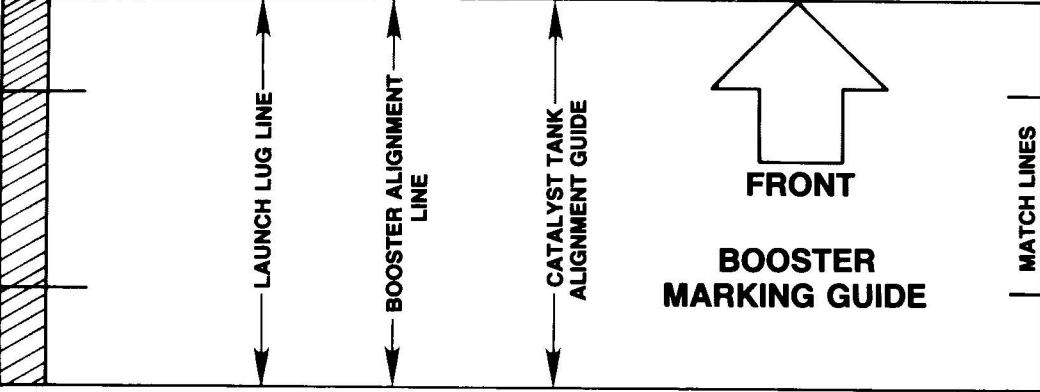 LAUNCH LUG LINE
BOOSTER ALIGNMENT
LINE
CATALYST TANK
ALIGNMENT GUIDE
FRONT
BOOSTER
MARKING GUIDE
MATCH LINES